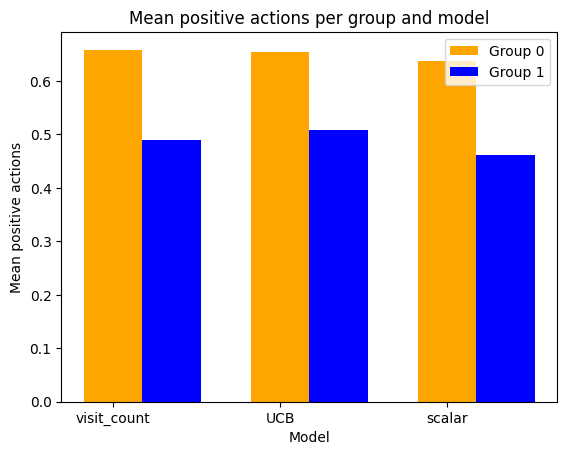 Mean positive actions per group and model
Group 0
Group 1
Mean positive actions
0.6
0.5
0.4
0.3
0.2
0.1
0.0
visit_count UCB scalar
Model